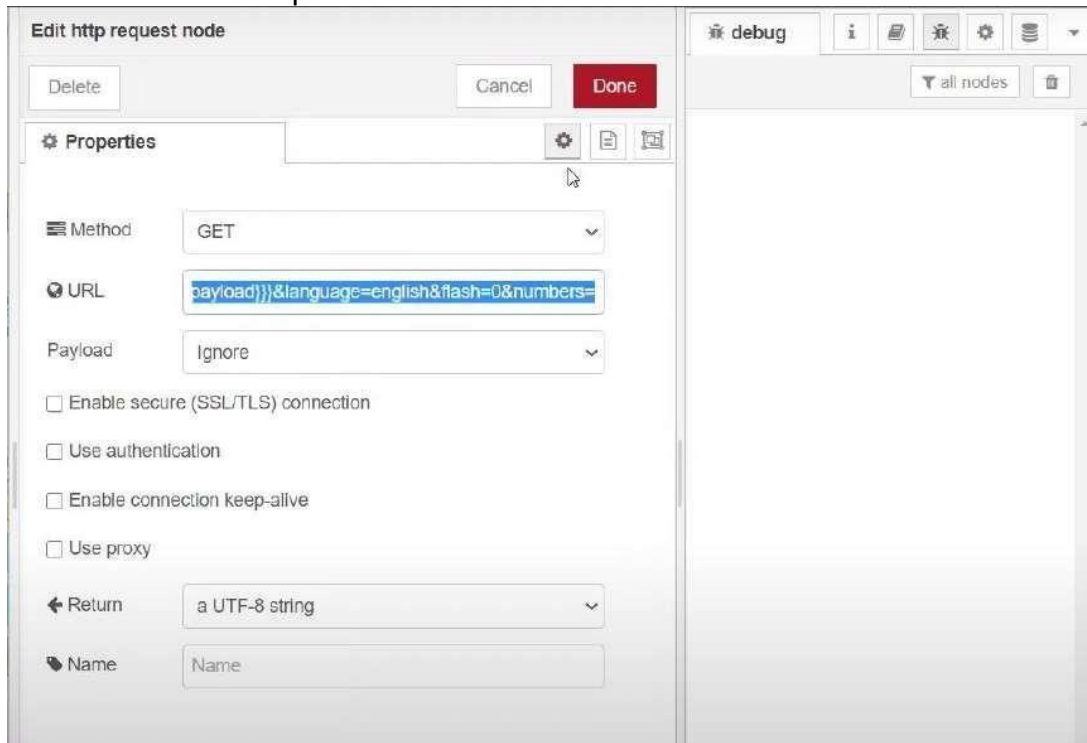 Edit http request node
debug
i
Delete
Cancel
Done
all nodes
Properties
Method
GET
URL
payload}}}&language=english&flash=0&numbers=
Payload
Ignore
Enable secure (SSL/TLS) connection
Use authentication
Enable connection keep-alive
Use proxy
Return
a UTF-8 string
Name
Name